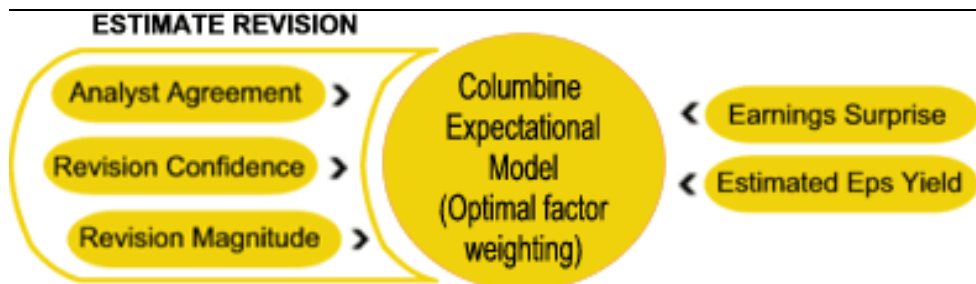 ESTIMATE REVISION
Analyst Agreement
Revision Confidence
Revision Magnitude
Columbine
Expectational
Model
(Optimal factor
weighting)
Earnings Surprise
Estimated Eps Yield